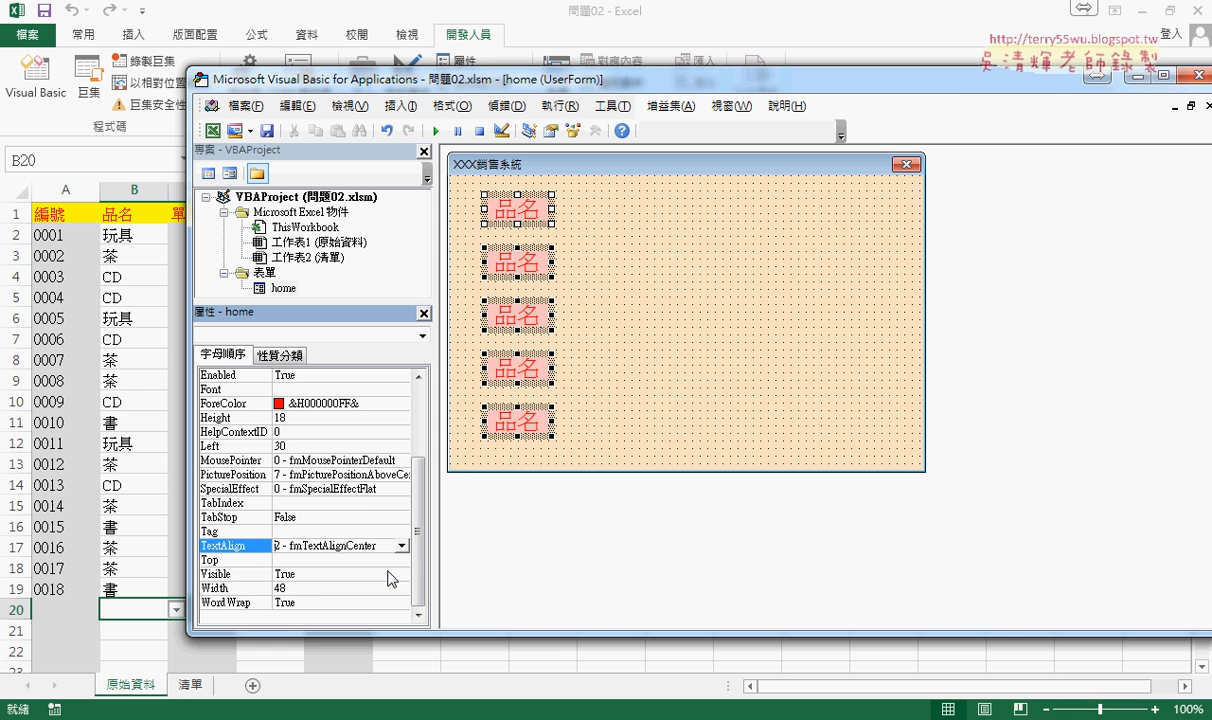 問題02 - Excel
檔案 常用 插入 版面配置 公式 資料 校閱 檢視 開發人員 登入
http://terry55wu.blogspot.tw
吳清輝老師錄製
Visual Basic 巨集 錄製巨集
以相對位置
巨集安全性
程式碼
屬性
對應內容
匯入
B20
A B
1 編號 品名 單
2 0001 玩具
3 0002 茶
4 0003 CD
5 0004 CD
6 0005 玩具
7 0006 CD
8 0007 茶
9 0008 茶
10 0009 CD
11 0010 書
12 0011 玩具
13 0012 茶
14 0013 CD
15 0014 茶
16 0015 書
17 0016 茶
18 0017 茶
19 0018 書
20
21
22
23
原始資料 清單
就緒 100%
Microsoft Visual Basic for Applications - 問題02.xlsm - [home (UserForm)]
檔案(F) 編輯(E) 檢視(V) 插入(I) 格式(O) 偵錯(D) 執行(R) 工具(T) 增益集(A) 視窗(W) 說明(H)
專案 - VBAProject
VBAProject (問題02.xlsm)
Microsoft Excel 物件
ThisWorkbook
工作表1 (原始資料)
工作表2 (清單)
表單
home
屬性 - home
字母順序 性質分類
Enabled True
Font
ForeColor &H000000FF&
Height 18
HelpContextID 0
Left 30
MousePointer 0 - fmMousePointerDefault
PicturePosition 7 - fmPicturePositionAboveCe
SpecialEffect 0 - fmSpecialEffectFlat
TabIndex
TabStop False
Tag
TextAlign 2 - fmTextAlignCenter
Top
Visible True
Width 48
WordWrap True
XXX銷售系統
品名
品名
品名
品名
品名